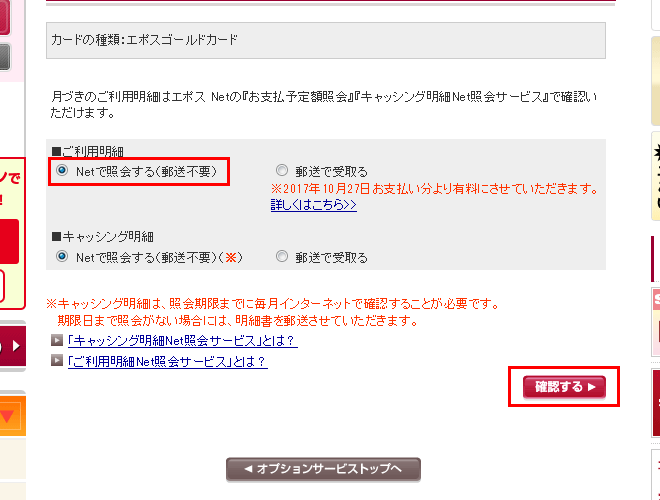 カードの種類：エポスゴールドカード
月づきのご利用明細はエポス Netの『お支払予定額照会』『キャッシング明細Net照会サービス』で確認い
ただけます。
■ご利用明細
Netで照会する（郵送不要） 郵送で受取る
※2017年10月27日お支払い分より有料にさせていただきます。
詳しくはこちら>>
■キャッシング明細
Netで照会する（郵送不要）（※） 郵送で受取る
※キャッシング明細は、照会期限までに毎月インターネットで確認することが必要です。
期限日まで照会がない場合には、明細書を郵送させていただきます。
「キャッシング明細Net照会サービス」とは？
「ご利用明細Net照会サービス」とは？
確認する
オプションサービストップへ
ンで
!